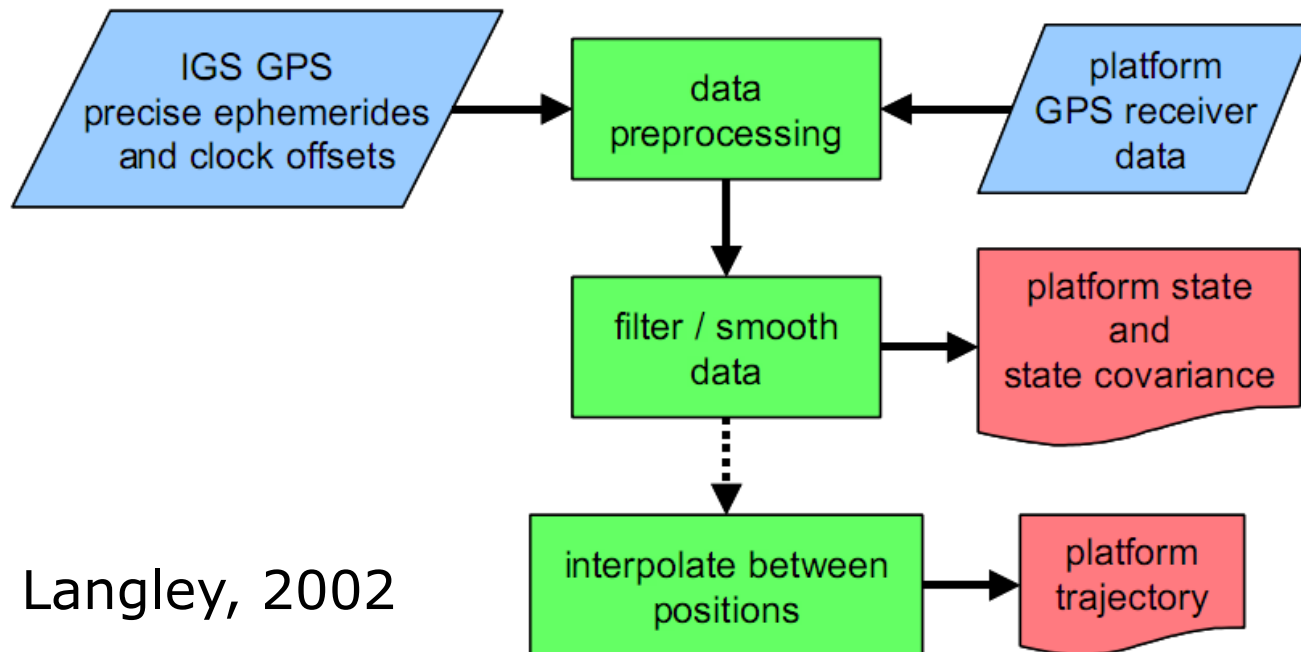 IGS GPS
precise ephemerides
and clock offsets
data
preprocessing
platform
GPS receiver
data
filter / smooth
data
platform state
and
state covariance
interpolate between
positions
platform
trajectory
Langley, 2002